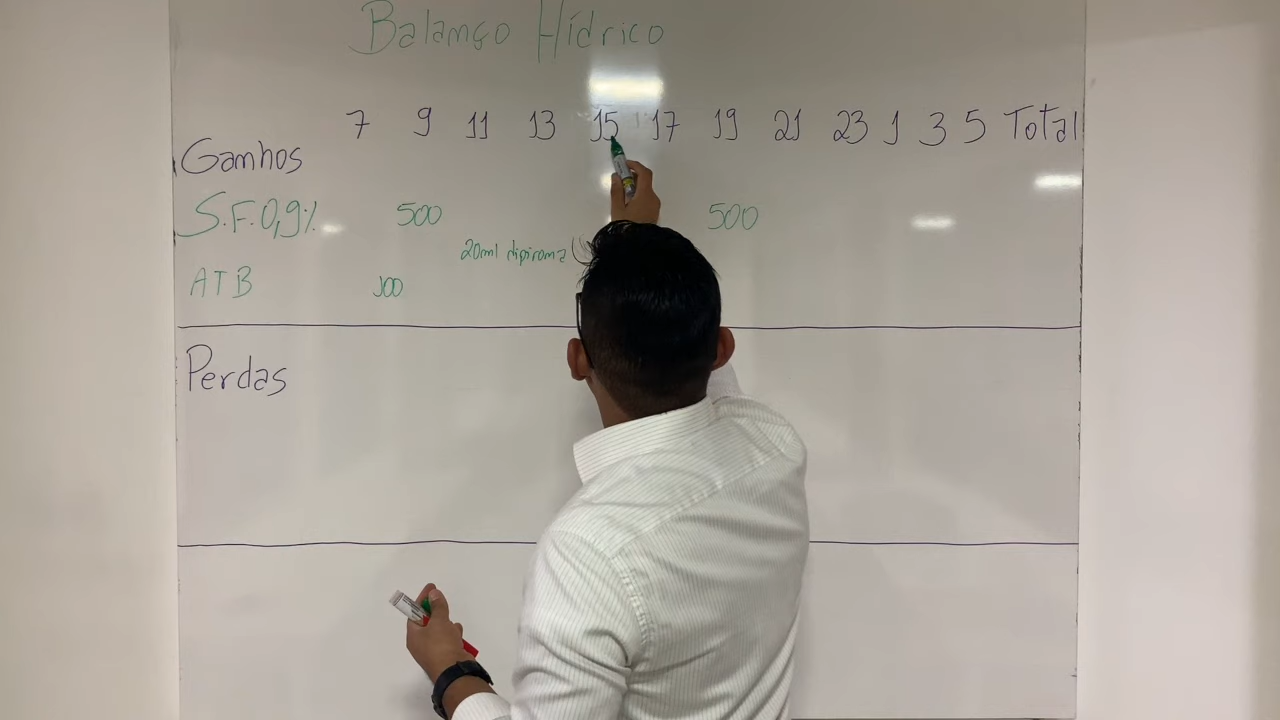 Balanço Hídrico
7 9 11 13 15 17 19 21 23 1 3 5 Total
Ganhos
S.F. 0,9% 500 500
20ml dipirona
ATB 100
Perdas